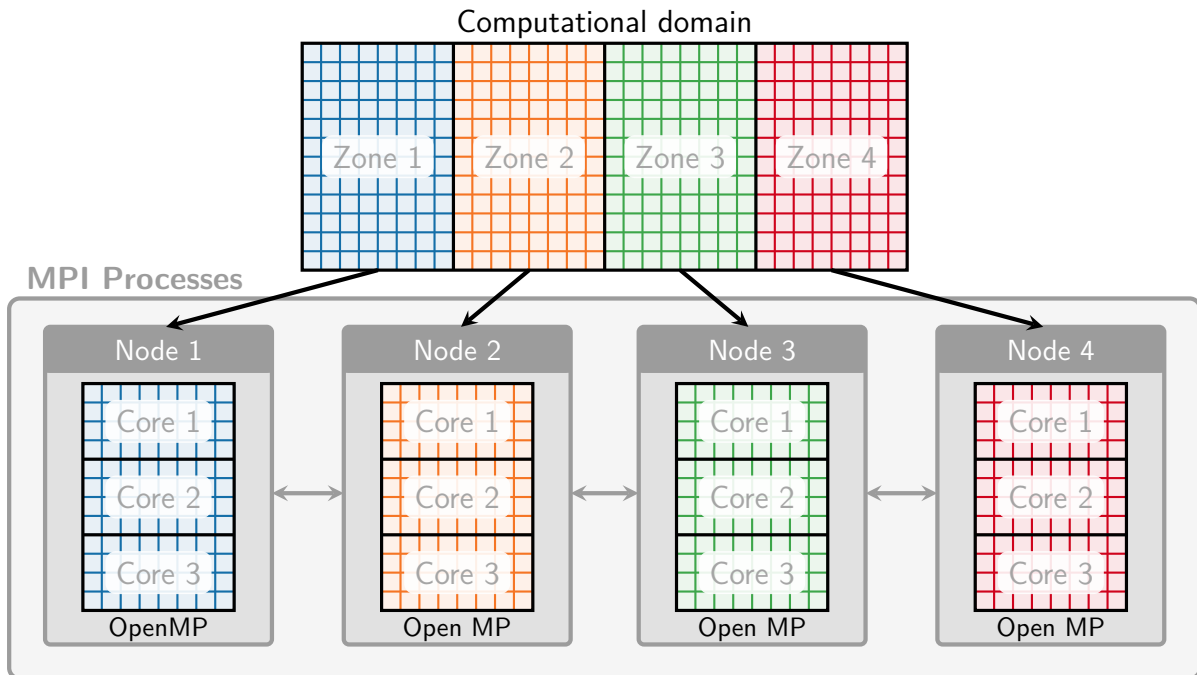 Computational domain
Zone 1 Zone 2 Zone 3 Zone 4
MPI Processes
Node 1 Node 2 Node 3 Node 4
Core 1 Core 1 Core 1 Core 1
Core 2 Core 2 Core 2 Core 2
Core 3 Core 3 Core 3 Core 3
OpenMP Open MP Open MP Open MP